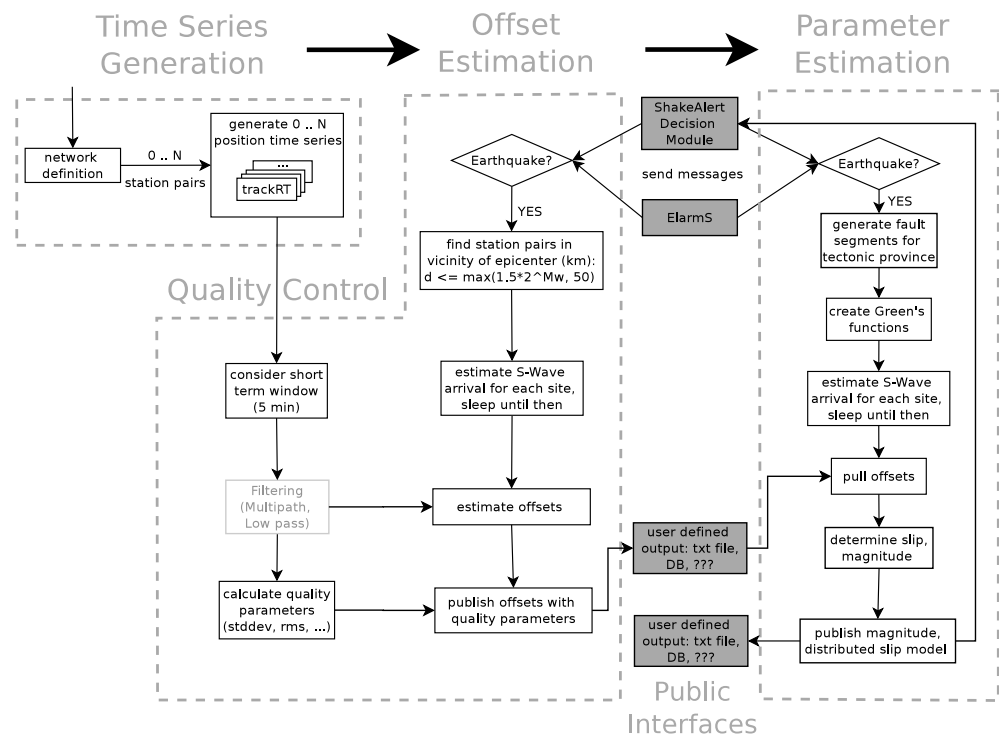 Time Series
Generation
Offset
Estimation
Parameter
Estimation
network
definition
0 .. N
station pairs
generate 0 .. N
position time series
...
trackRT
Quality Control
consider short
term window
(5 min)
Filtering
(Multipath,
Low pass)
calculate quality
parameters
(stddev, rms, ...)
Earthquake?
YES
find station pairs in
vicinity of epicenter (km):
d <= max(1.5*2^Mw, 50)
estimate S-Wave
arrival for each site,
sleep until then
estimate offsets
publish offsets with
quality parameters
ShakeAlert
Decision
Module
send messages
ElarmS
user defined
output: txt file,
DB, ???
user defined
output: txt file,
DB, ???
Public
Interfaces
Earthquake?
YES
generate fault
segments for
tectonic province
create Green's
functions
estimate S-Wave
arrival for each site,
sleep until then
pull offsets
determine slip,
magnitude
publish magnitude,
distributed slip model